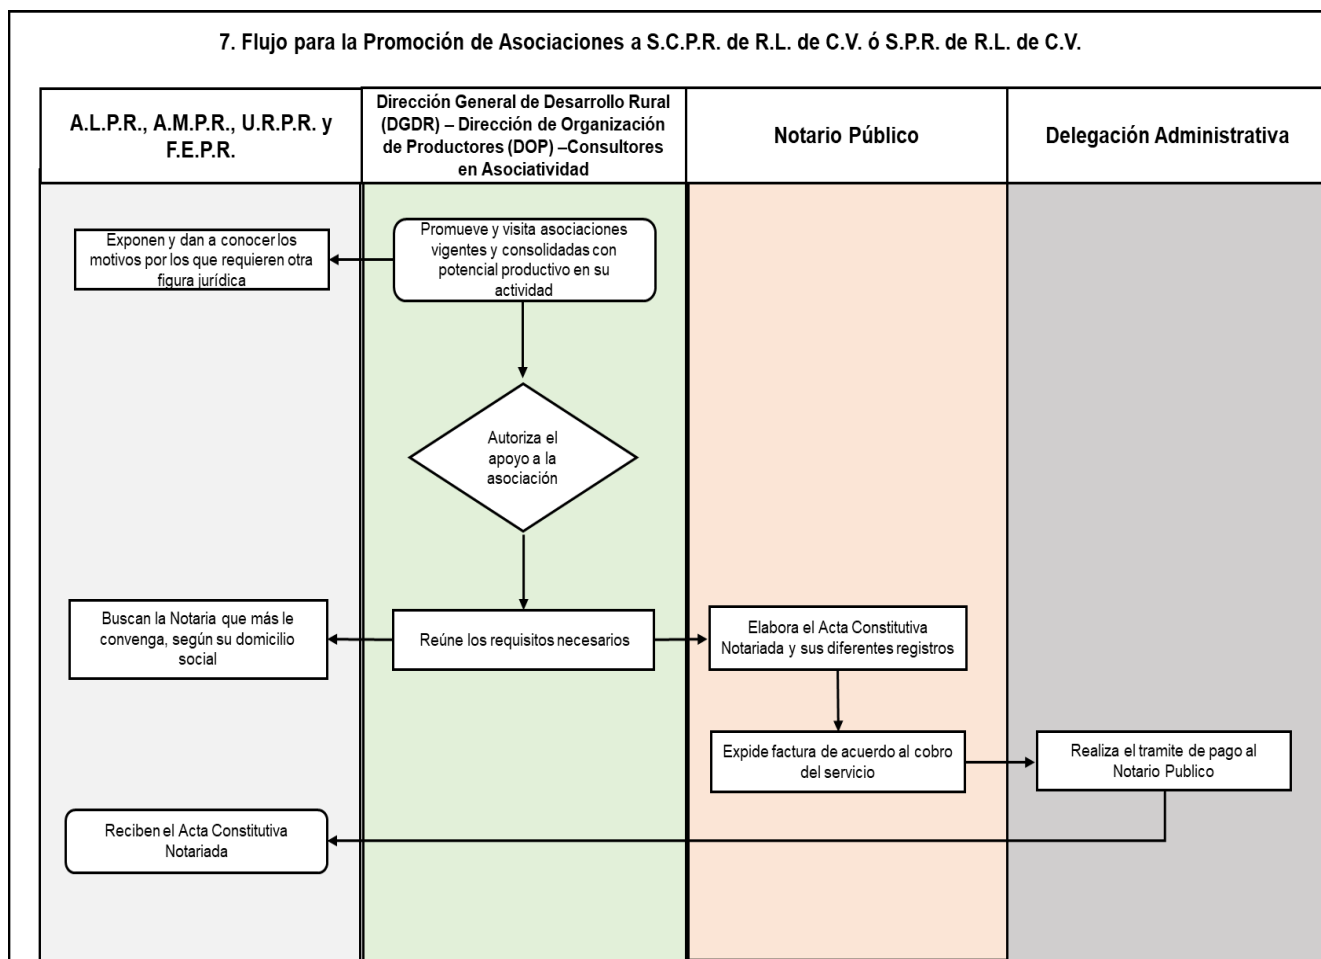 7. Flujo para la Promoción de Asociaciones a S.C.P.R. de R.L. de C.V. ó S.P.R. de R.L. de C.V.
A.L.P.R., A.M.P.R., U.R.P.R. y
F.E.P.R.
Dirección General de Desarrollo Rural
(DGDR) – Dirección de Organización
de Productores (DOP) –Consultores
en Asociatividad
Notario Público
Delegación Administrativa
Exponen y dan a conocer los
motivos por los que requieren otra
figura jurídica
Promueve y visita asociaciones
vigentes y consolidadas con
potencial productivo en su
actividad
Autoriza el
apoyo a la
asociación
Buscan la Notaria que más le
convenga, según su domicilio
social
Reúne los requisitos necesarios
Elabora el Acta Constitutiva
Notariada y sus diferentes registros
Expide factura de acuerdo al cobro
del servicio
Realiza el tramite de pago al
Notario Publico
Reciben el Acta Constitutiva
Notariada